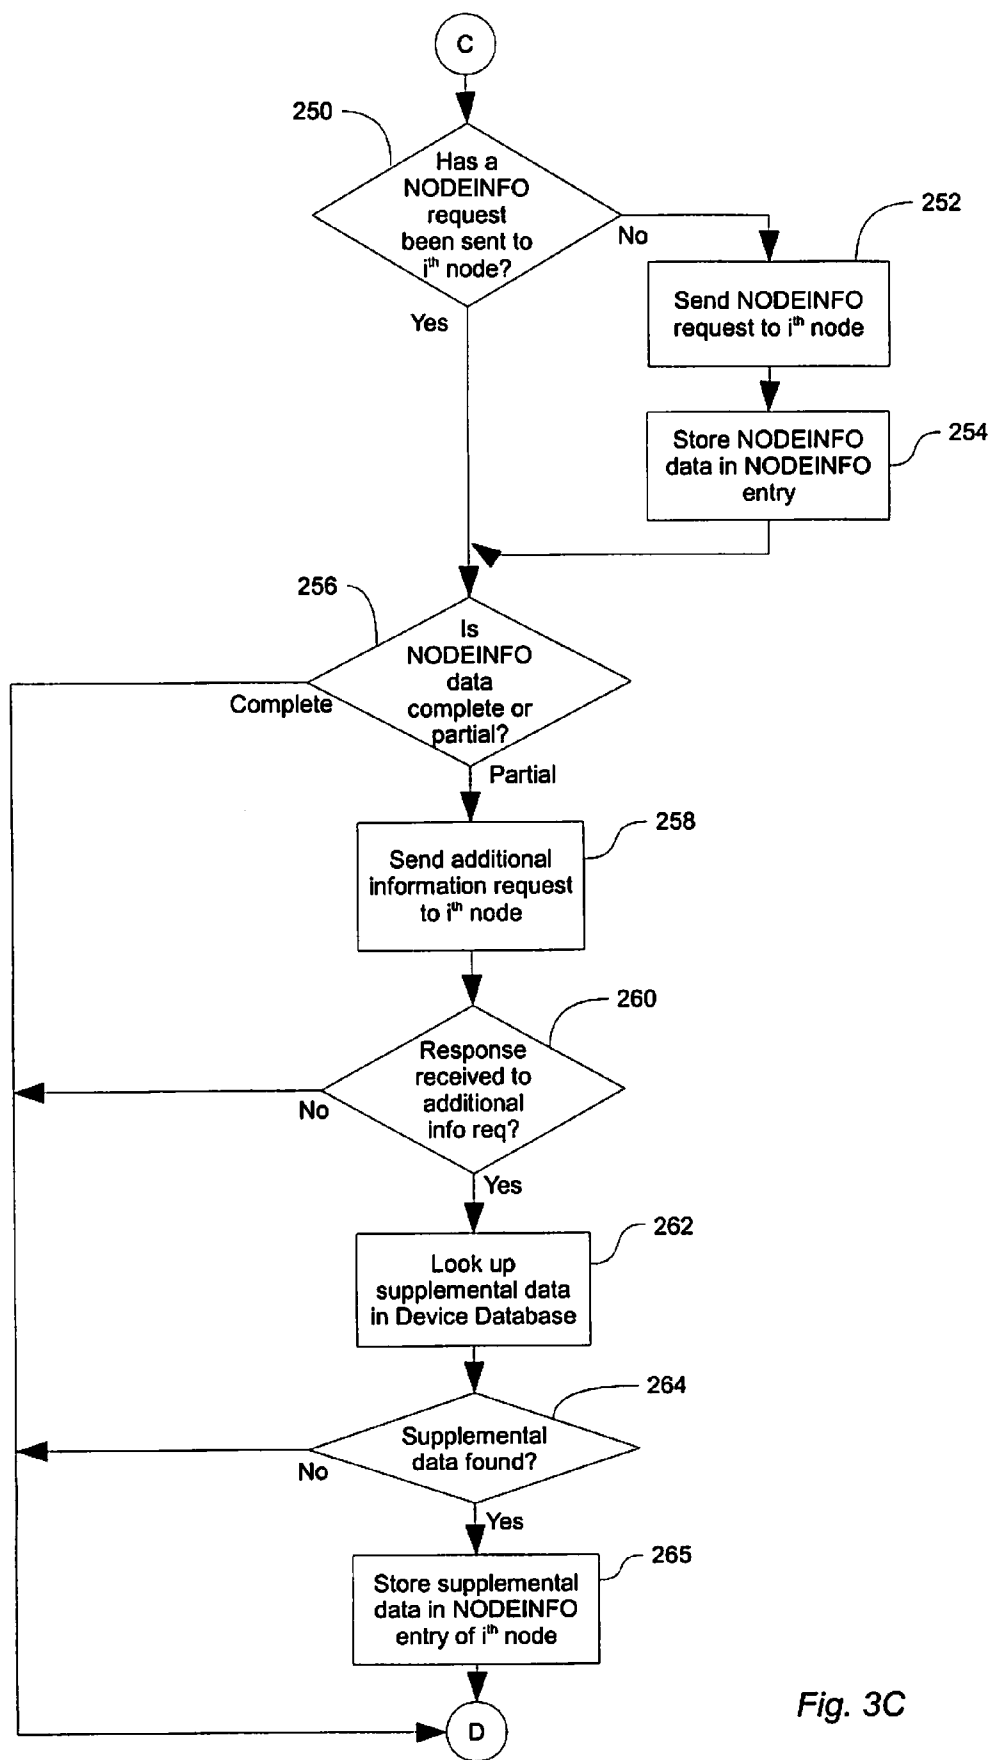 C
250
Has a
NODEINFO
request
been sent to
iᵗʰ node?
No
252
Yes
Send NODEINFO
request to iᵗʰ node
254
Store NODEINFO
data in NODEINFO
entry
256
Is
NODEINFO
data
complete or
partial?
Complete
Partial
258
Send additional
information request
to iᵗʰ node
260
Response
received to
additional
info req?
No
Yes
262
Look up
supplemental data
in Device Database
264
Supplemental
data found?
No
Yes
265
Store supplemental
data in NODEINFO
entry of iᵗʰ node
D
Fig. 3C